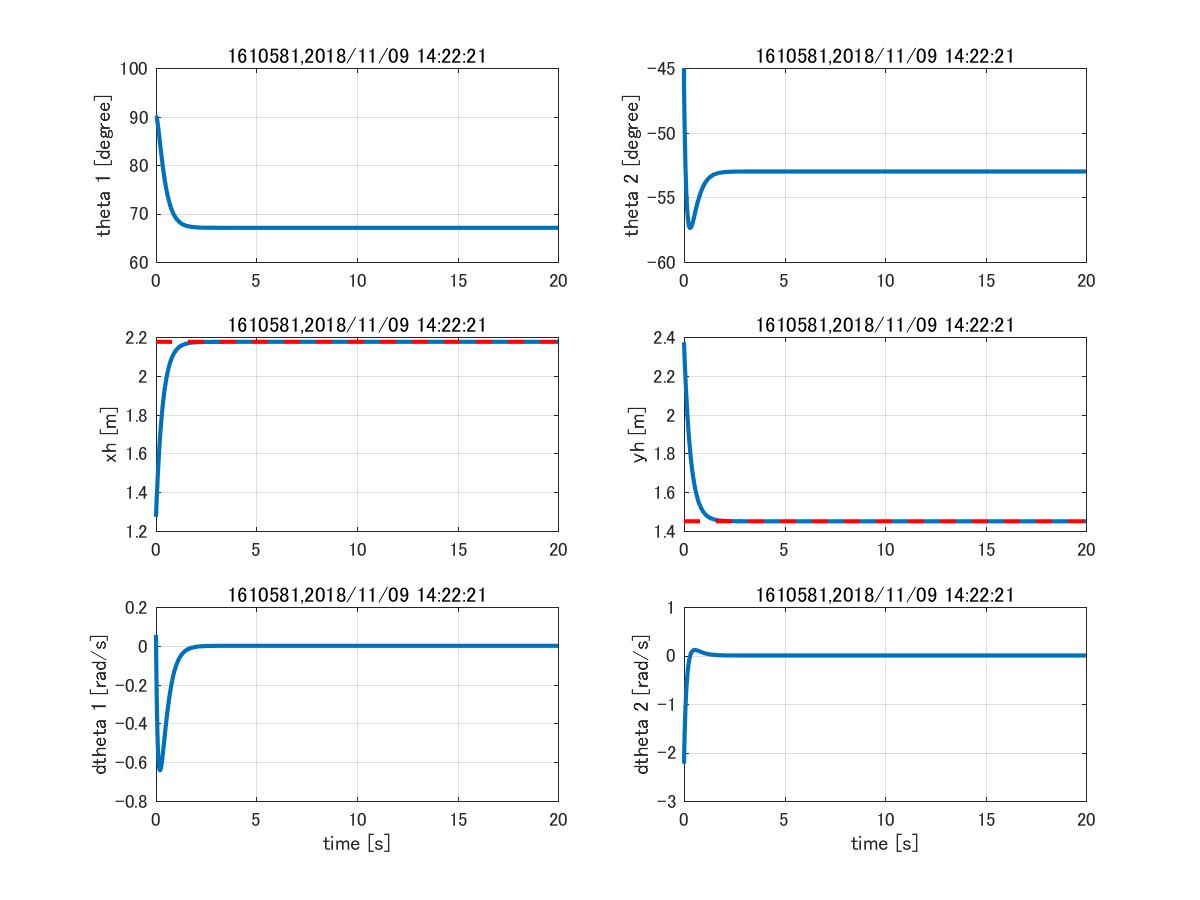 1610581,2018/11/09 14:22:21
theta 1 [degree]
100
90
80
70
60
0 5 10 15 20
1610581,2018/11/09 14:22:21
theta 2 [degree]
-45
-50
-55
-60
0 5 10 15 20
1610581,2018/11/09 14:22:21
xh [m]
2.2
2
1.8
1.6
1.4
1.2
0 5 10 15 20
1610581,2018/11/09 14:22:21
yh [m]
2.4
2.2
2
1.8
1.6
1.4
0 5 10 15 20
1610581,2018/11/09 14:22:21
dtheta 1 [rad/s]
0.2
0
-0.2
-0.4
-0.6
-0.8
0 5 10 15 20
time [s]
1610581,2018/11/09 14:22:21
dtheta 2 [rad/s]
1
0
-1
-2
-3
0 5 10 15 20
time [s]